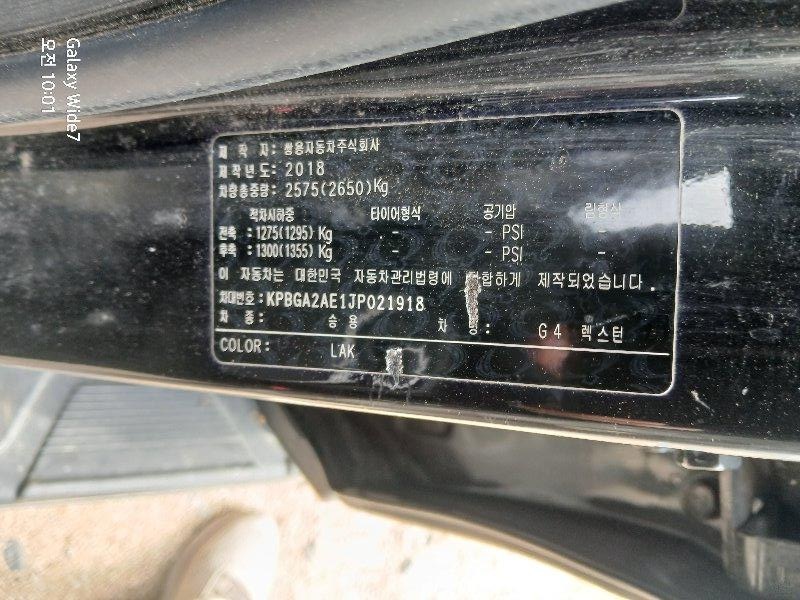 제 작 자: 쌍용자동차주식회사
제작년도: 2018
차량총중량: 2575(2650)Kg
적차시하중 타이어형식 공기압 림형식
전축: 1275(1295) Kg - - PSI -
후축: 1300(1355) Kg - - PSI -
이 자동차는 대한민국 자동차관리법령에 적합하게 제작되었습니다.
차대번호: KPBGA2AE1JP021918
차 종: 승용 차 명: G4 렉스턴
COLOR: LAK
Galaxy Wide7
오전 10:01